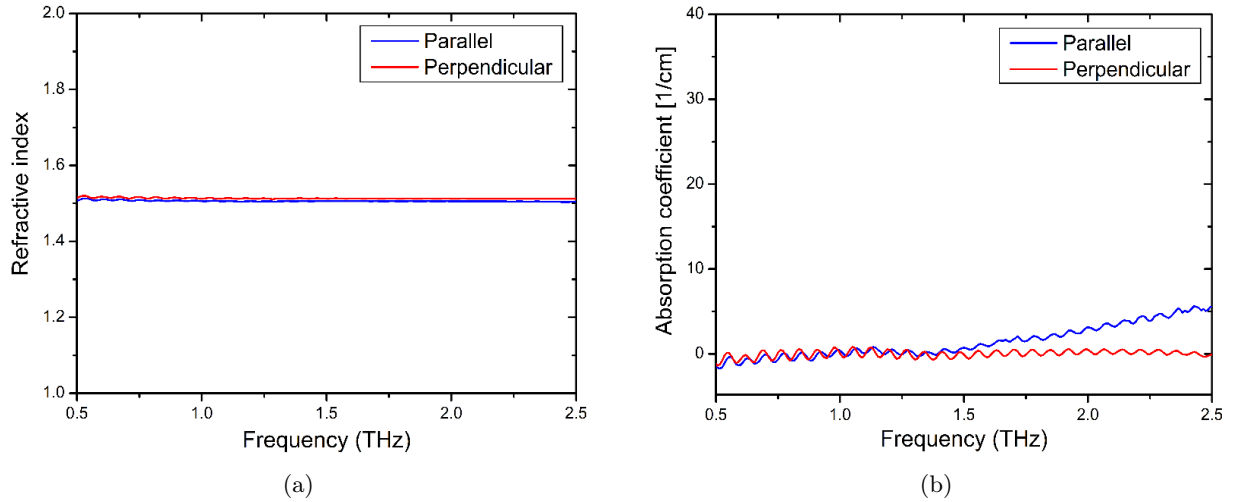 2.0
1.8
1.6
1.4
1.2
1.0
Refractive index
Parallel
Perpendicular
0.5
1.0
1.5
2.0
2.5
Frequency (THz)
(a)
40
30
20
10
0
Absorption coefficient [1/cm]
Parallel
Perpendicular
0.5
1.0
1.5
2.0
2.5
Frequency (THz)
(b)